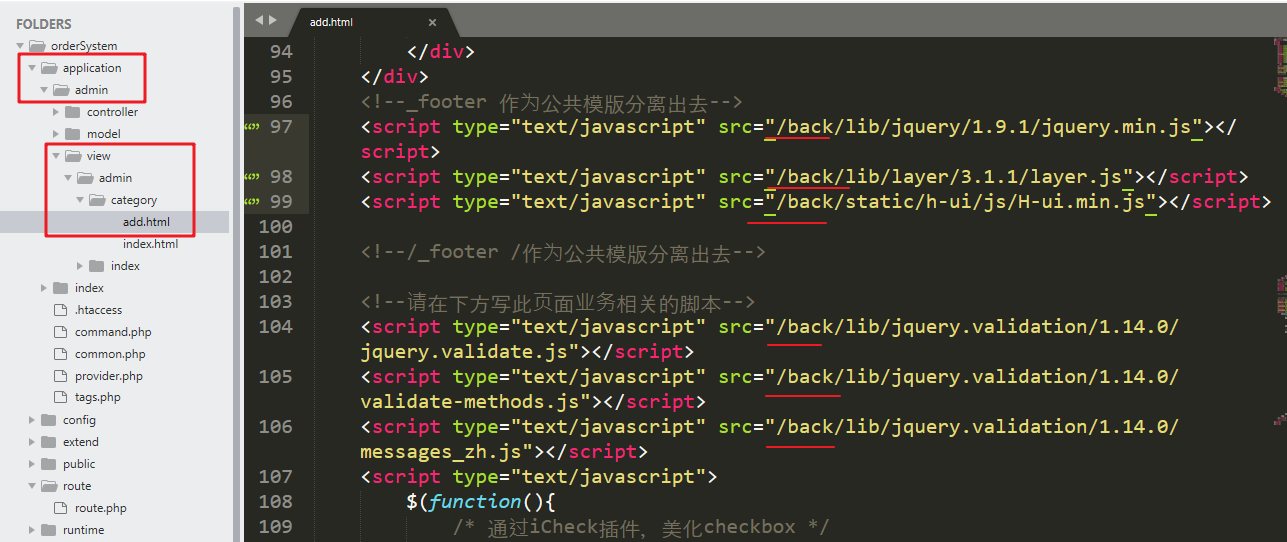 FOLDERS
orderSystem
application
admin
controller
model
view
admin
category
add.html
index.html
index
index
.htaccess
command.php
common.php
provider.php
tags.php
config
extend
public
route
route.php
runtime
add.html ×
94 </div>
95 </div>
96 <!--_footer 作为公共模版分离出去-->
97 <script type="text/javascript" src="/back/lib/jquery/1.9.1/jquery.min.js"></
script>
98 <script type="text/javascript" src="/back/lib/layer/3.1.1/layer.js"></script>
99 <script type="text/javascript" src="/back/static/h-ui/js/H-ui.min.js"></script>
100
101 <!--/_footer /作为公共模版分离出去-->
102
103 <!--请在下方写此页面业务相关的脚本-->
104 <script type="text/javascript" src="/back/lib/jquery.validation/1.14.0/
jquery.validate.js"></script>
105 <script type="text/javascript" src="/back/lib/jquery.validation/1.14.0/
validate-methods.js"></script>
106 <script type="text/javascript" src="/back/lib/jquery.validation/1.14.0/
messages_zh.js"></script>
107 <script type="text/javascript">
108 $(function(){
109 /* 通过iCheck插件, 美化checkbox */